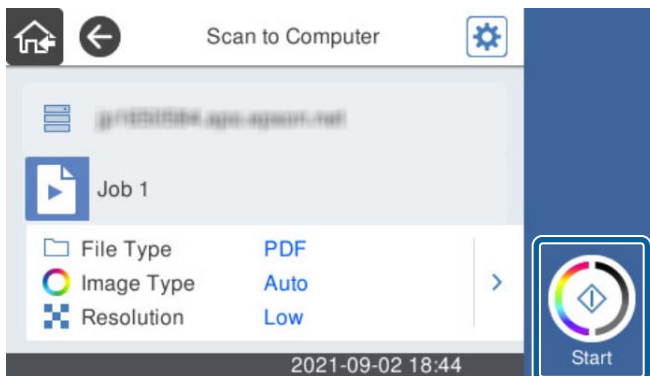 Scan to Computer
Job 1
File Type PDF
Image Type Auto
Resolution Low
2021-09-02 18:44
Start